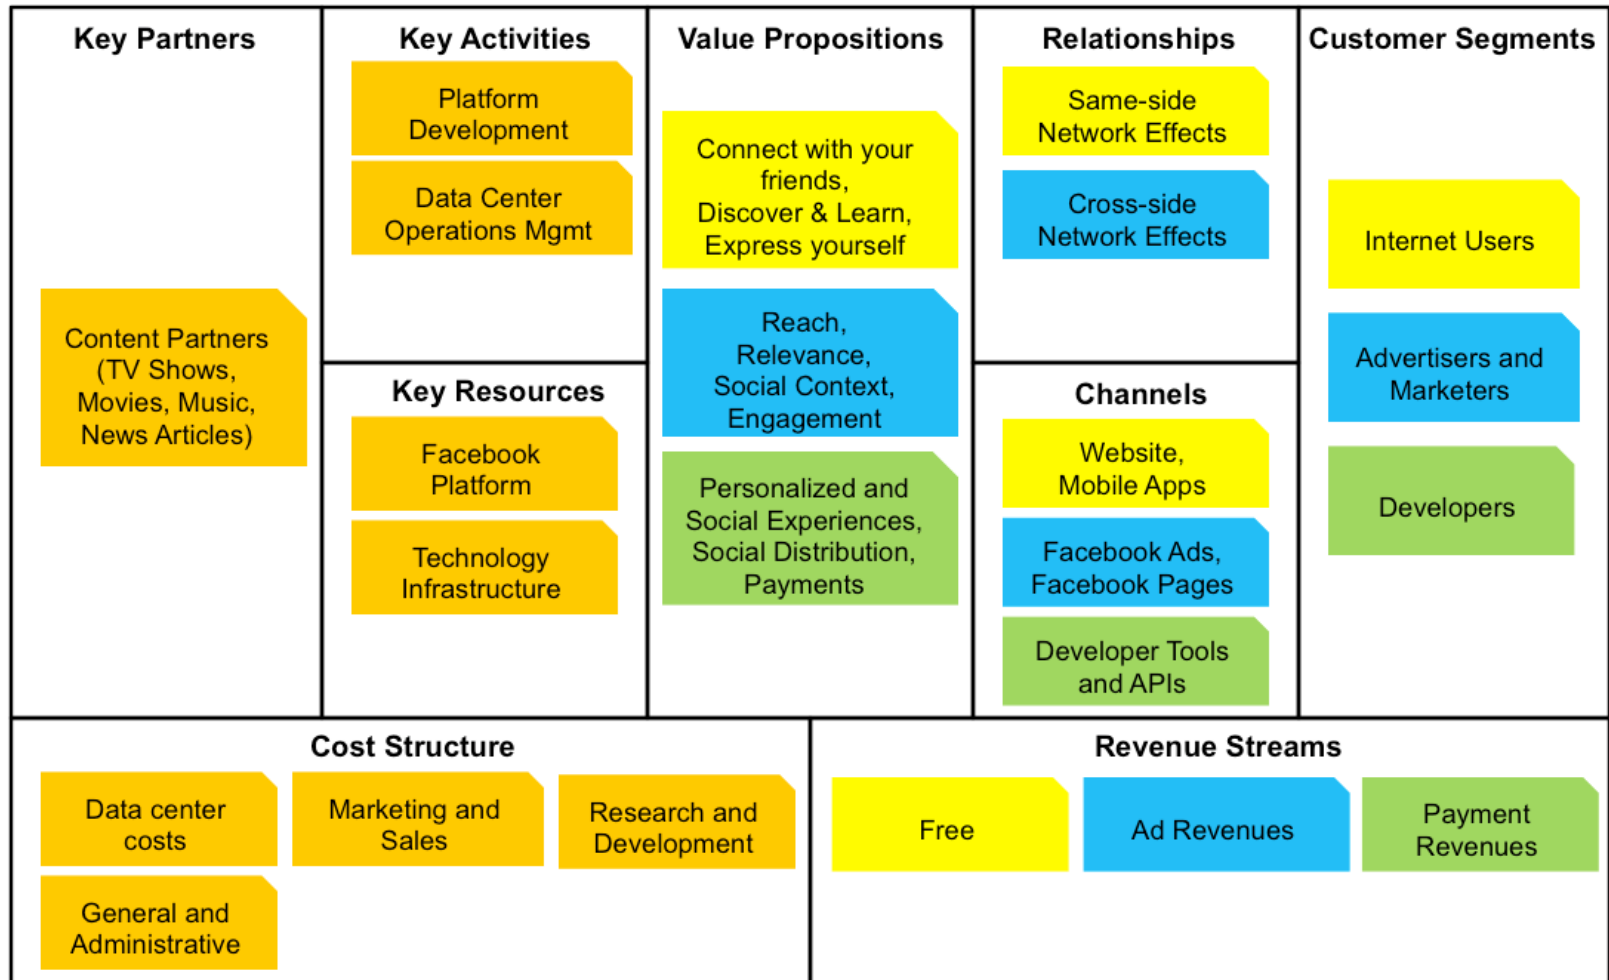 Key Partners
Content Partners
(TV Shows,
Movies, Music,
News Articles)
Key Activities
Platform
Development
Data Center
Operations Mgmt
Key Resources
Facebook
Platform
Technology
Infrastructure
Value Propositions
Connect with your
friends,
Discover & Learn,
Express yourself
Reach,
Relevance,
Social Context,
Engagement
Personalized and
Social Experiences,
Social Distribution,
Payments
Relationships
Same-side
Network Effects
Cross-side
Network Effects
Channels
Website,
Mobile Apps
Facebook Ads,
Facebook Pages
Developer Tools
and APIs
Customer Segments
Internet Users
Advertisers and
Marketers
Developers
Cost Structure
Data center
costs
Marketing and
Sales
Research and
Development
General and
Administrative
Revenue Streams
Free
Ad Revenues
Payment
Revenues